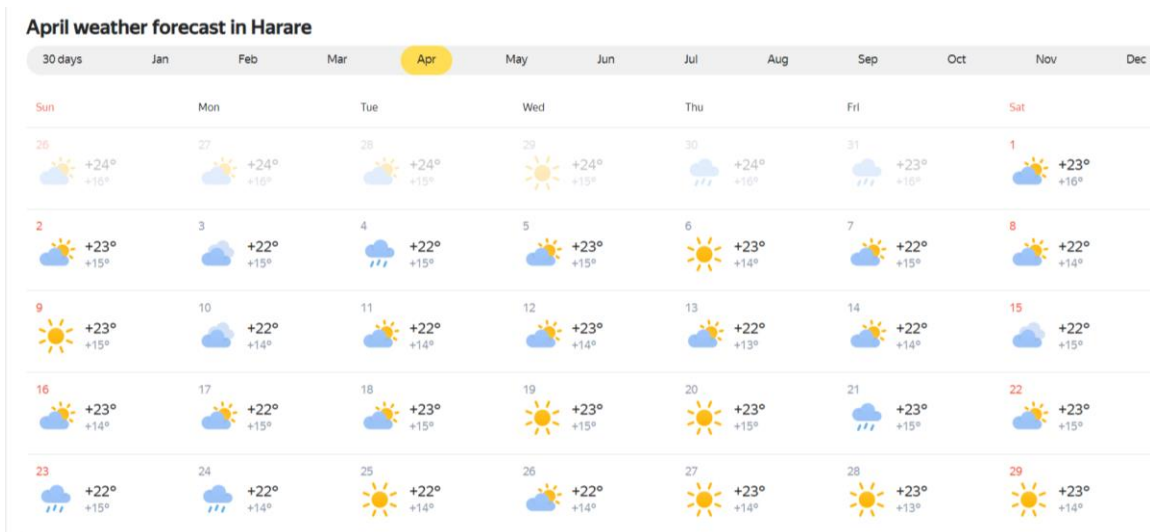 April weather forecast in Harare
30 days Jan Feb Mar Apr May Jun Jul Aug Sep Oct Nov Dec
Sun Mon Tue Wed Thu Fri Sat
26 27 28 29 30 31 1
+24° +24° +24° +24° +24° +23° +23°
+16° +16° +15° +15° +16° +16° +16°
2 3 4 5 6 7 8
+23° +22° +22° +23° +23° +22° +22°
+15° +15° +15° +15° +14° +15° +14°
9 10 11 12 13 14 15
+23° +22° +22° +23° +22° +22° +22°
+15° +14° +14° +14° +13° +14° +15°
16 17 18 19 20 21 22
+23° +22° +23° +23° +23° +23° +23°
+14° +15° +15° +15° +15° +15° +15°
23 24 25 26 27 28 29
+22° +22° +22° +22° +23° +23° +23°
+15° +14° +14° +14° +14° +13° +14°